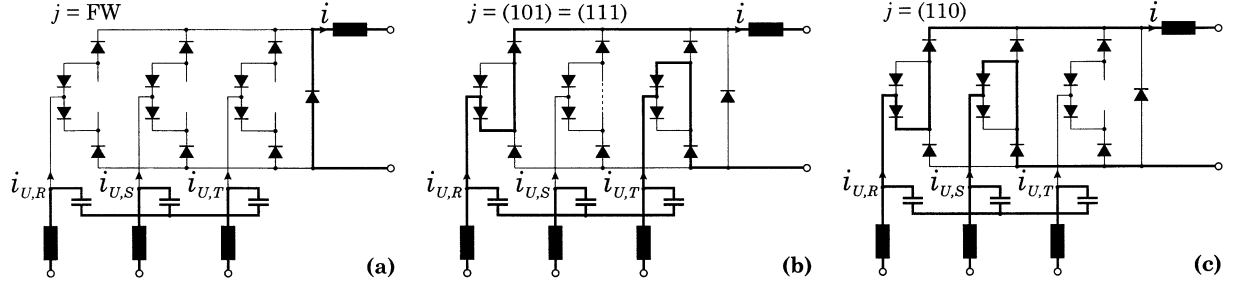 j = FW
i
i_{U,R}
i_{U,S}
i_{U,T}
(a)
j = (101) = (111)
i
i_{U,R}
i_{U,S}
i_{U,T}
(b)
j = (110)
i
i_{U,R}
i_{U,S}
i_{U,T}
(c)